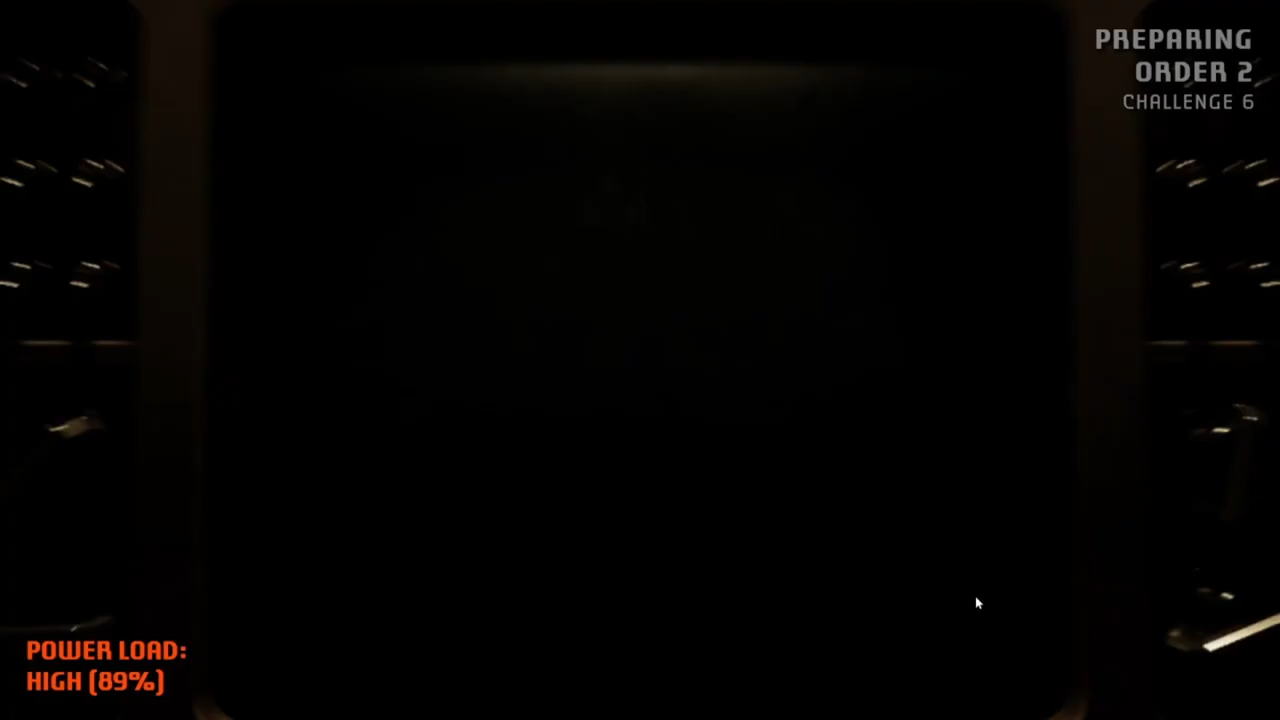 PREPARING
ORDER 2
CHALLENGE 6
POWER LOAD:
HIGH (89%)